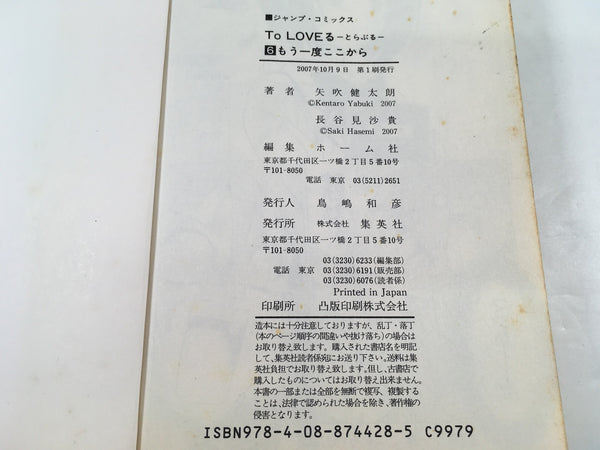 ■ジャンプ・コミックス
To LOVEる ―とらぶる―
6 もう一度ここから
2007年10月9日 第1刷発行
著者 矢吹健太朗
©Kentaro Yabuki 2007
長谷見沙貴
©Saki Hasemi 2007
編集 ホーム社
東京都千代田区一ツ橋2丁目5番10号
〒101-8050
電話 東京 03(5211)2651
発行人 鳥嶋和彦
発行所 株式会社 集英社
東京都千代田区一ツ橋2丁目5番10号
〒101-8050
03(3230)6233(編集部)
電話 東京 03(3230)6191(販売部)
03(3230)6076(読者係)
Printed in Japan
印刷所 凸版印刷株式会社
造本には十分注意しておりますが、乱丁・落丁
(本のページ順序の間違いや抜け落ち)の場合は
お取り替え致します。購入された書店名を明記
して、集英社読者係宛にお送り下さい。送料は集
英社負担でお取り替え致します。但し、古書店で
購入したものについてはお取り替え出来ません。
本書の一部または全部を無断で複写、複製する
ことは、法律で認められた場合を除き、著作権の
侵害となります。
ISBN978-4-08-874428-5 C9979